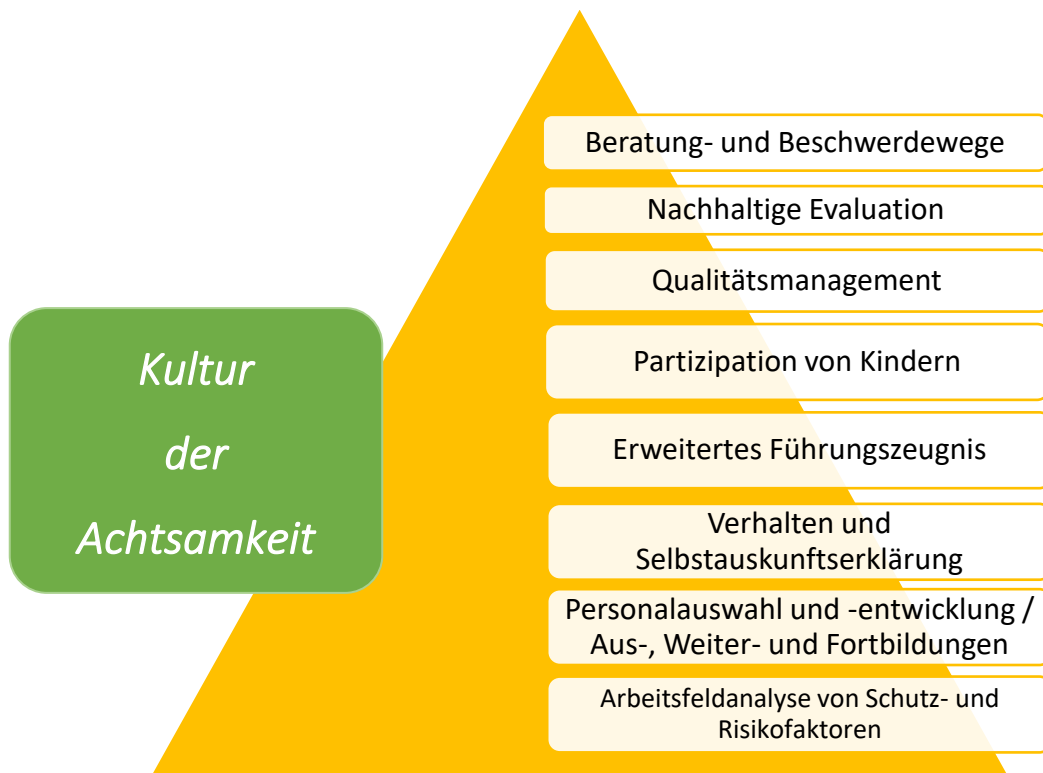 Kultur
der
Achtsamkeit
Beratung- und Beschwerdewege
Nachhaltige Evaluation
Qualitätsmanagement
Partizipation von Kindern
Erweitertes Führungszeugnis
Verhalten und
Selbstauskunftserklärung
Personalauswahl und -entwicklung /
Aus-, Weiter- und Fortbildungen
Arbeitsfeldanalyse von Schutz- und
Risikofaktoren